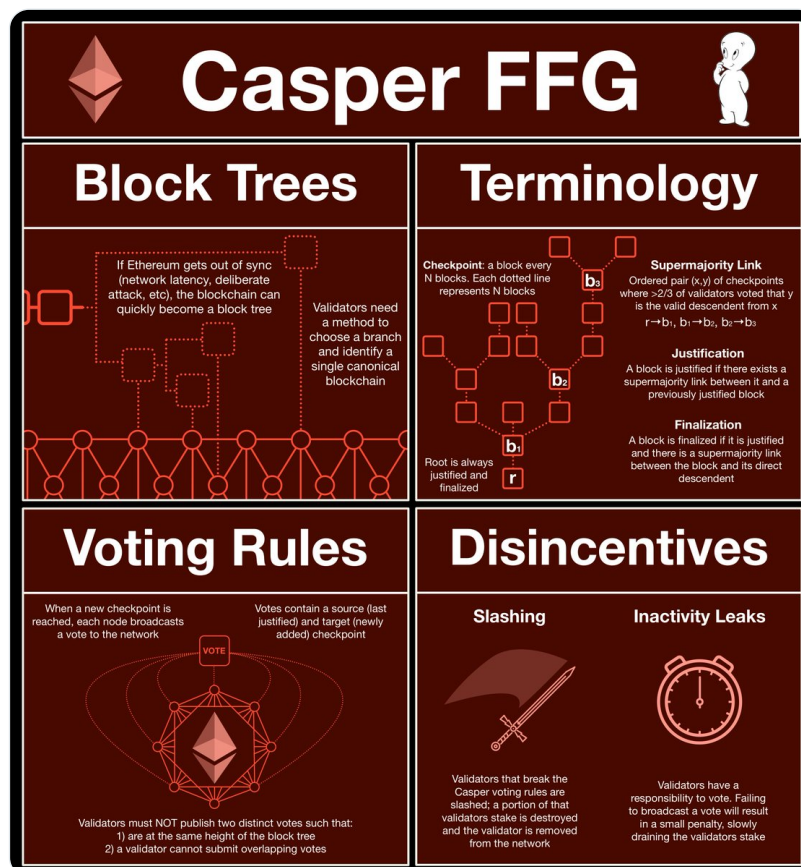 Casper FFG
Block Trees
If Ethereum gets out of sync
(network latency, deliberate
attack, etc), the blockchain can
quickly become a block tree
Validators need
a method to
choose a branch
and identify a
single canonical
blockchain
Terminology
Checkpoint: a block every
N blocks. Each dotted line
represents N blocks
b₃
b₂
b₁
r
Root is always
justified and
finalized
Supermajority Link
Ordered pair (x,y) of checkpoints
where >2/3 of validators voted that y
is the valid descendent from x
r→b₁, b₁→b₂, b₂→b₃
Justification
A block is justified if there exists a
supermajority link between it and a
previously justified block
Finalization
A block is finalized if it is justified
and there is a supermajority link
between the block and its direct
descendent
Voting Rules
When a new checkpoint is
reached, each node broadcasts
a vote to the network
Votes contain a source (last
justified) and target (newly
added) checkpoint
VOTE
Validators must NOT publish two distinct votes such that:
1) are at the same height of the block tree
2) a validator cannot submit overlapping votes
Disincentives
Slashing
Validators that break the
Casper voting rules are
slashed; a portion of that
validators stake is destroyed
and the validator is removed
from the network
Inactivity Leaks
Validators have a
responsibility to vote. Failing
to broadcast a vote will result
in a small penalty, slowly
draining the validators stake